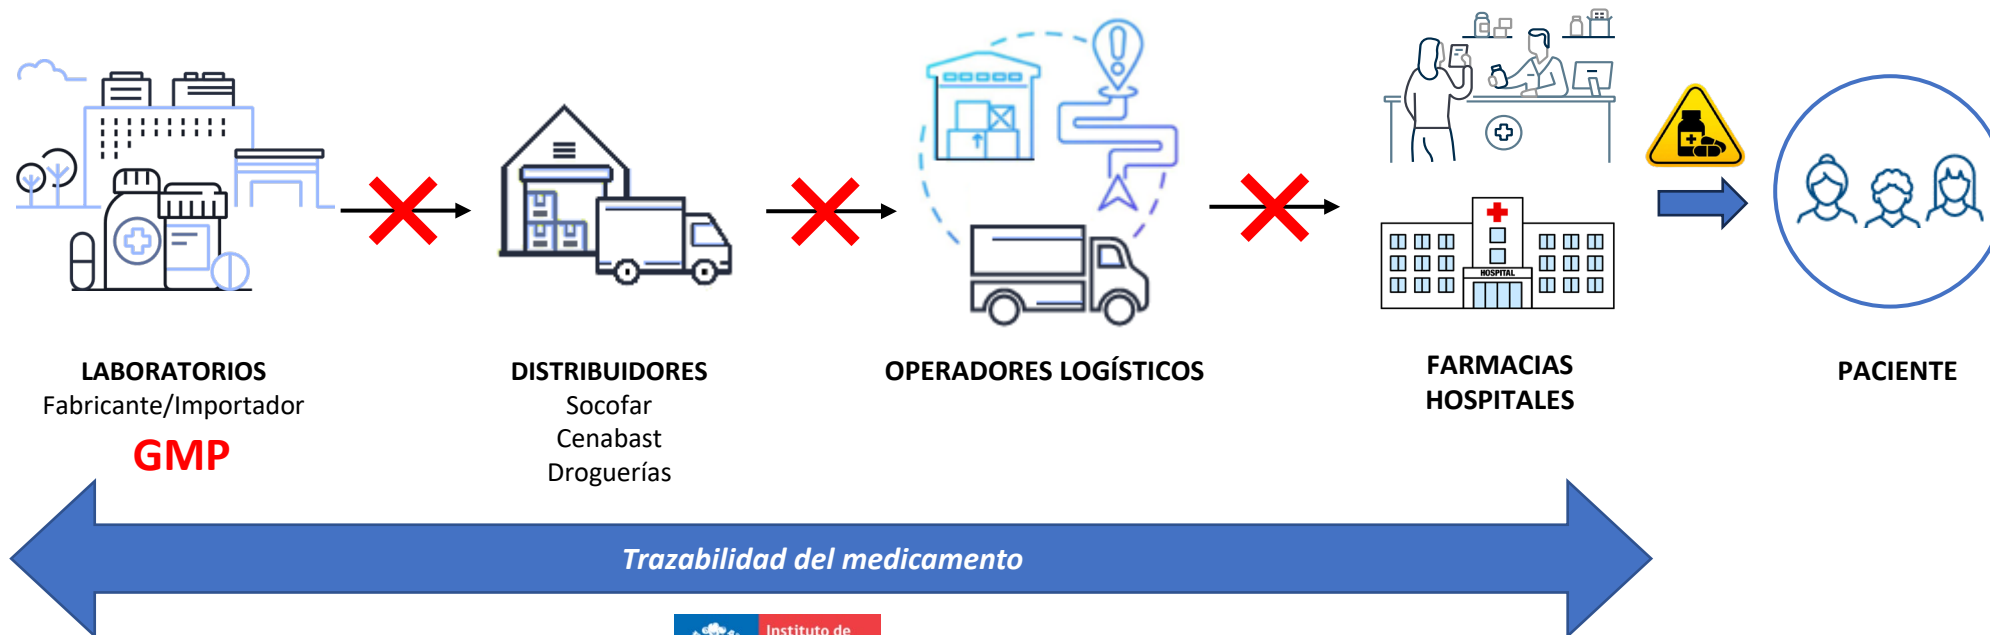 HOSPITAL
LABORATORIOS
Fabricante/Importador
GMP
DISTRIBUIDORES
Socofar
Cenabast
Droguerías
OPERADORES LOGÍSTICOS
FARMACIAS
HOSPITALES
PACIENTE
Trazabilidad del medicamento
Instituto de